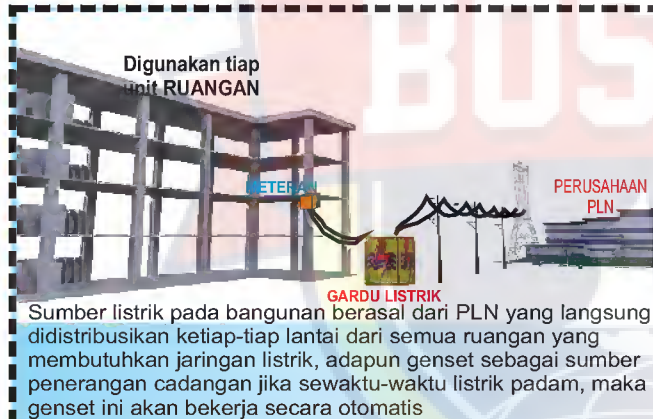 BOS
Digunakan tiap
unit RUANGAN
METERAN
PERUSAHAAN
PLN
GARDU LISTRIK
Sumber listrik pada bangunan berasal dari PLN yang langsung
didistribusikan ketiap-tiap lantai dari semua ruangan yang
membutuhkan jaringan listrik, adapun genset sebagai sumber
penerangan cadangan jika sewaktu-waktu listrik padam, maka
genset ini akan bekerja secara otomatis